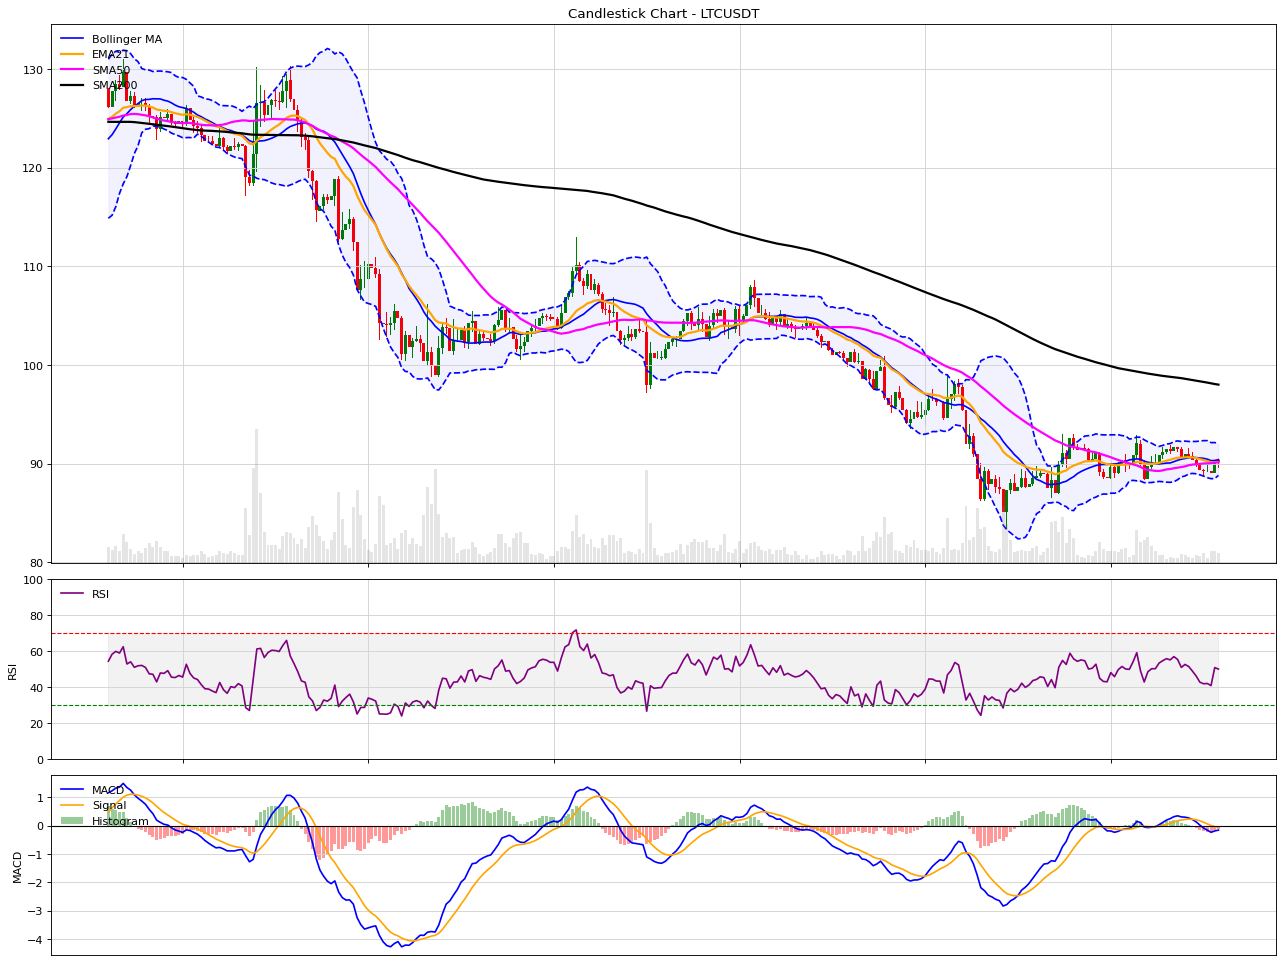 Candlestick Chart - LTCUSDT
Bollinger MA
EMA21
SMA50
SMA200
130
120
110
100
90
80
100
80
60
40
20
0
RSI
RSI
1
0
−1
−2
−3
−4
MACD
MACD
Signal
Histogram